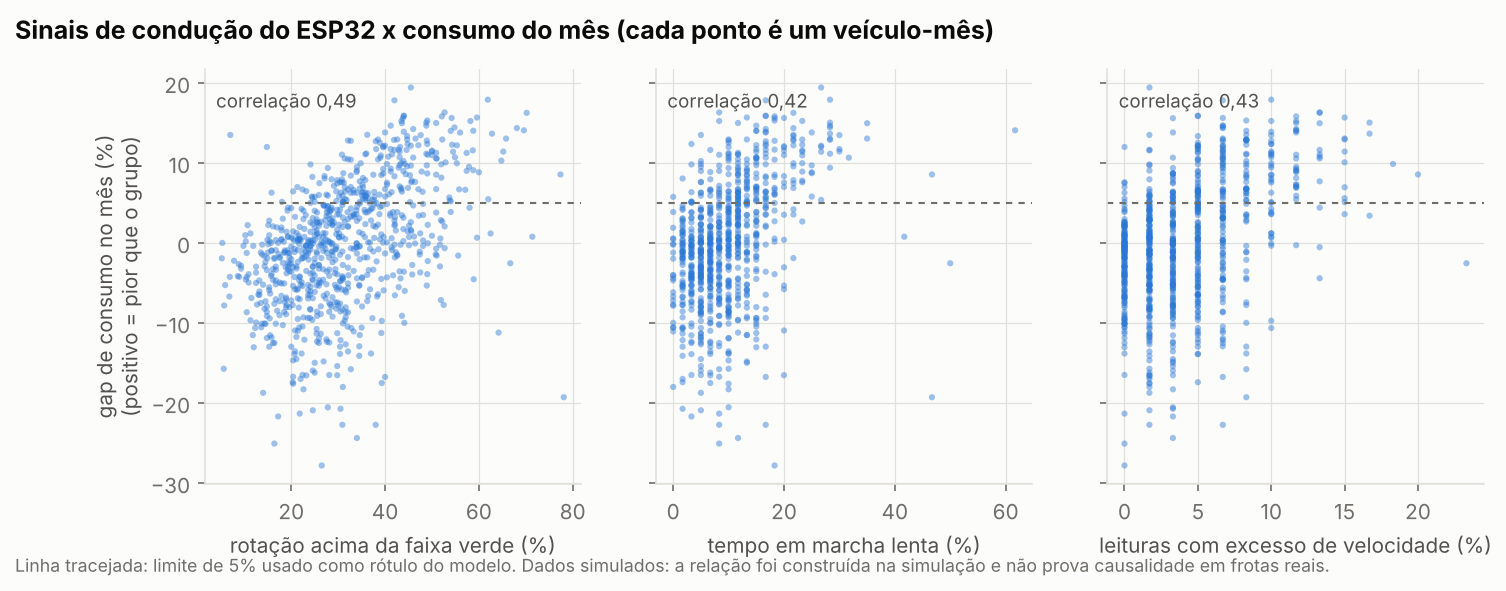 Sinais de condução do ESP32 x consumo do mês (cada ponto é um veículo-mês)
gap de consumo no mês (%)
(positivo = pior que o grupo)
20
10
0
−10
−20
−30
correlação 0,49
20
40
60
80
rotação acima da faixa verde (%)
correlação 0,42
0
20
40
60
tempo em marcha lenta (%)
correlação 0,43
0
5
10
15
20
leituras com excesso de velocidade (%)
Linha tracejada: limite de 5% usado como rótulo do modelo. Dados simulados: a relação foi construída na simulação e não prova causalidade em frotas reais.